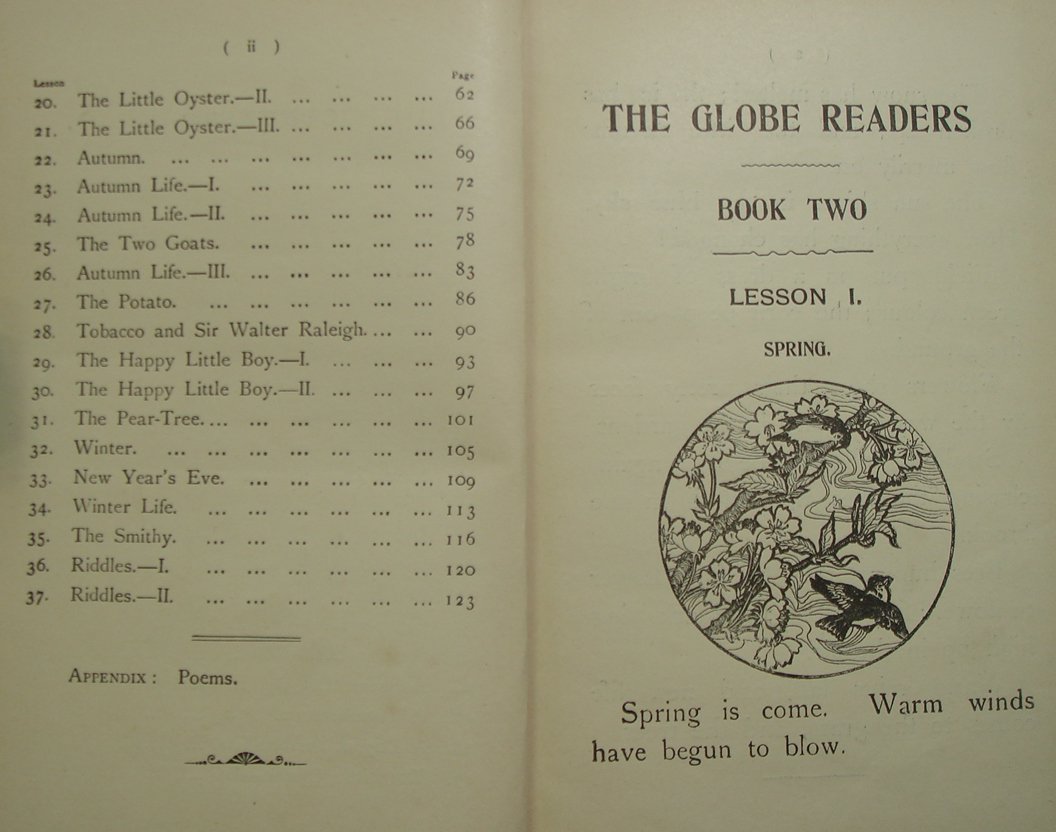 ( ii )
Lesson Page
20. The Little Oyster.—II. ... ... ... ... 62
21. The Little Oyster.—III. ... ... ... ... 66
22. Autumn. ... ... ... ... ... ... ... 69
23. Autumn Life.—I. ... ... ... ... ... 72
24. Autumn Life.—II. ... ... ... ... ... 75
25. The Two Goats. ... ... ... ... ... 78
26. Autumn Life.—III. ... ... ... ... ... 83
27. The Potato. ... ... ... ... ... ... 86
28. Tobacco and Sir Walter Raleigh.... ... 90
29. The Happy Little Boy.—I. ... ... ... 93
30. The Happy Little Boy.—II. ... ... ... 97
31. The Pear-Tree.... ... ... ... ... ... 101
32. Winter. ... ... ... ... ... ... ... 105
33. New Year's Eve. ... ... ... ... ... 109
34. Winter Life. ... ... ... ... ... ... 113
35. The Smithy. ... ... ... ... ... ... 116
36. Riddles.—I. ... ... ... ... ... ... 120
37. Riddles.—II. ... ... ... ... ... ... 123
APPENDIX: Poems.
THE GLOBE READERS
BOOK TWO
LESSON I.
SPRING.
Spring is come. Warm winds
have begun to blow.